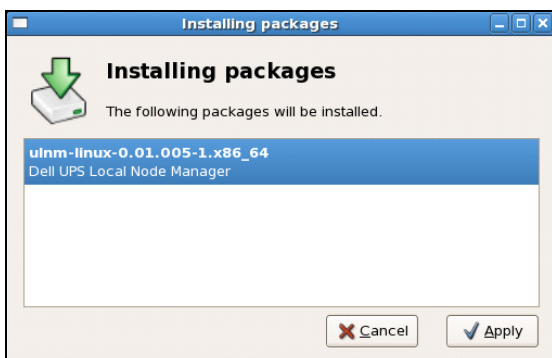 Installing packages
Installing packages
The following packages will be installed.
ulnm-linux-0.01.005-1.x86_64
Dell UPS Local Node Manager
Cancel
Apply